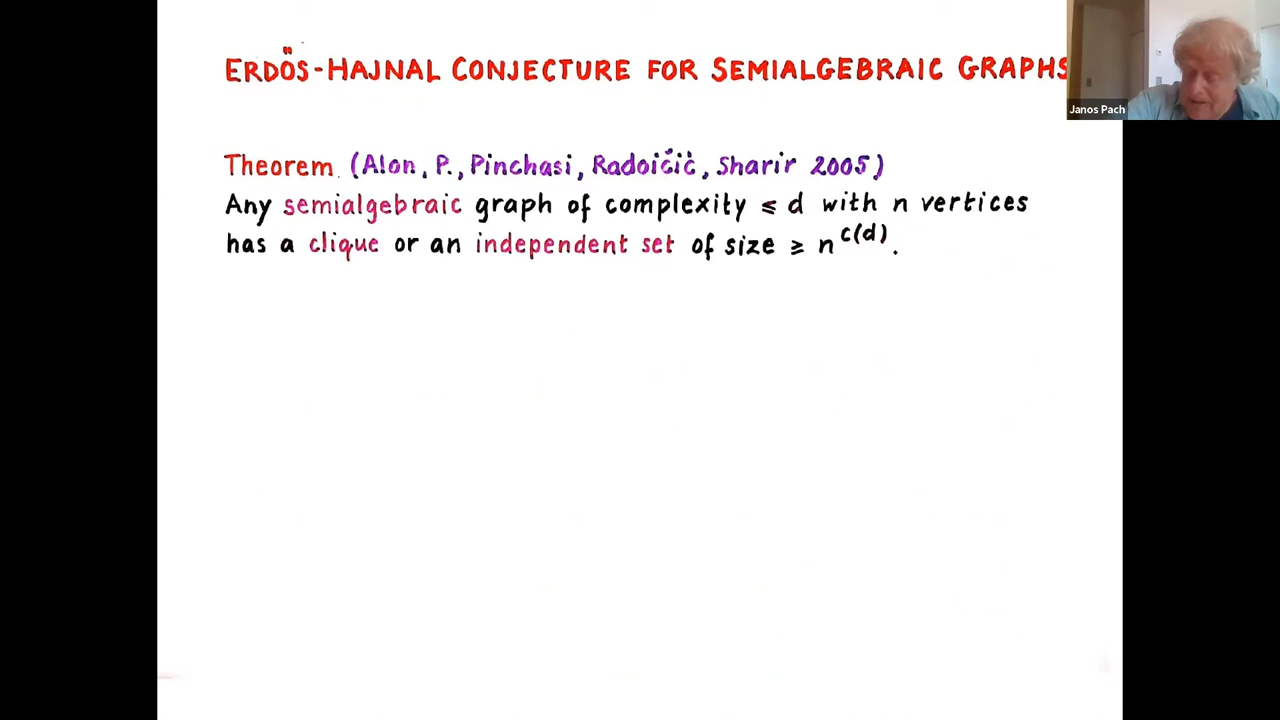 ERDŐS-HAJNAL CONJECTURE FOR SEMIALGEBRAIC GRAPHS
Janos Pach
Theorem (Alon, P., Pinchasi, Radoičić, Sharir 2005)
Any semialgebraic graph of complexity ≤ d with n vertices
has a clique or an independent set of size ≥ n^c(d).